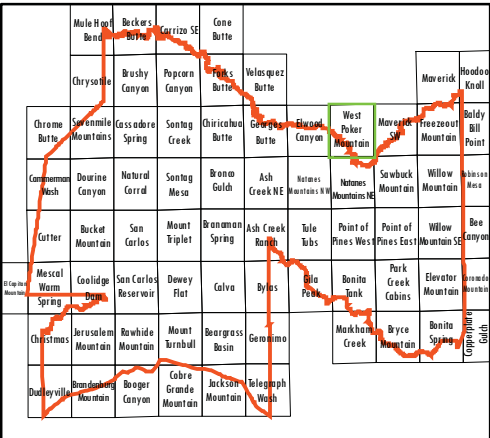 Mule Hoof Bend
Beckers Butte
Carrizo SE
Cone Butte
Chrysotile
Brushy Canyon
Popcorn Canyon
Forks Butte
Velasquez Butte
Maverick
Hoodoo Knoll
Chrome Butte
Sevenmile Mountains
Cassadore Spring
Sontag Creek
Chiricahua Butte
Georges Butte
Elwood Canyon
West Poker Mountain
Maverick SW
Freezeout Mountain
Baldy Bill Point
Cammerman Wash
Dourine Canyon
Natural Corral
Sontag Mesa
Bronco Gulch
Ash Creek NE
Natanes Mountains NW
Natanes Mountains NE
Sawbuck Mountain
Willow Mountain
Robinson Mesa
Cutter
Bucket Mountain
San Carlos
Mount Triplet
Branaman Spring
Ash Creek Ranch
Tule Tubs
Point of Pines West
Point of Pines East
Willow Mountain SE
Bee Canyon
El Capitan Mountain
Mescal Warm Spring
Coolidge Dam
San Carlos Reservoir
Dewey Flat
Calva
Bylas
Gila Peak
Bonita Tank
Park Creek Cabins
Elevator Mountain
Coronado Mountain
Christmas
Jerusalem Mountain
Rawhide Mountain
Mount Turnbull
Beargrass Basin
Geronimo
Markham Creek
Bryce Mountain
Bonita Spring
Copperplate Gulch
Dudleyville
Brandenburg Mountain
Booger Canyon
Cobre Grande Mountain
Jackson Mountain
Telegraph Wash